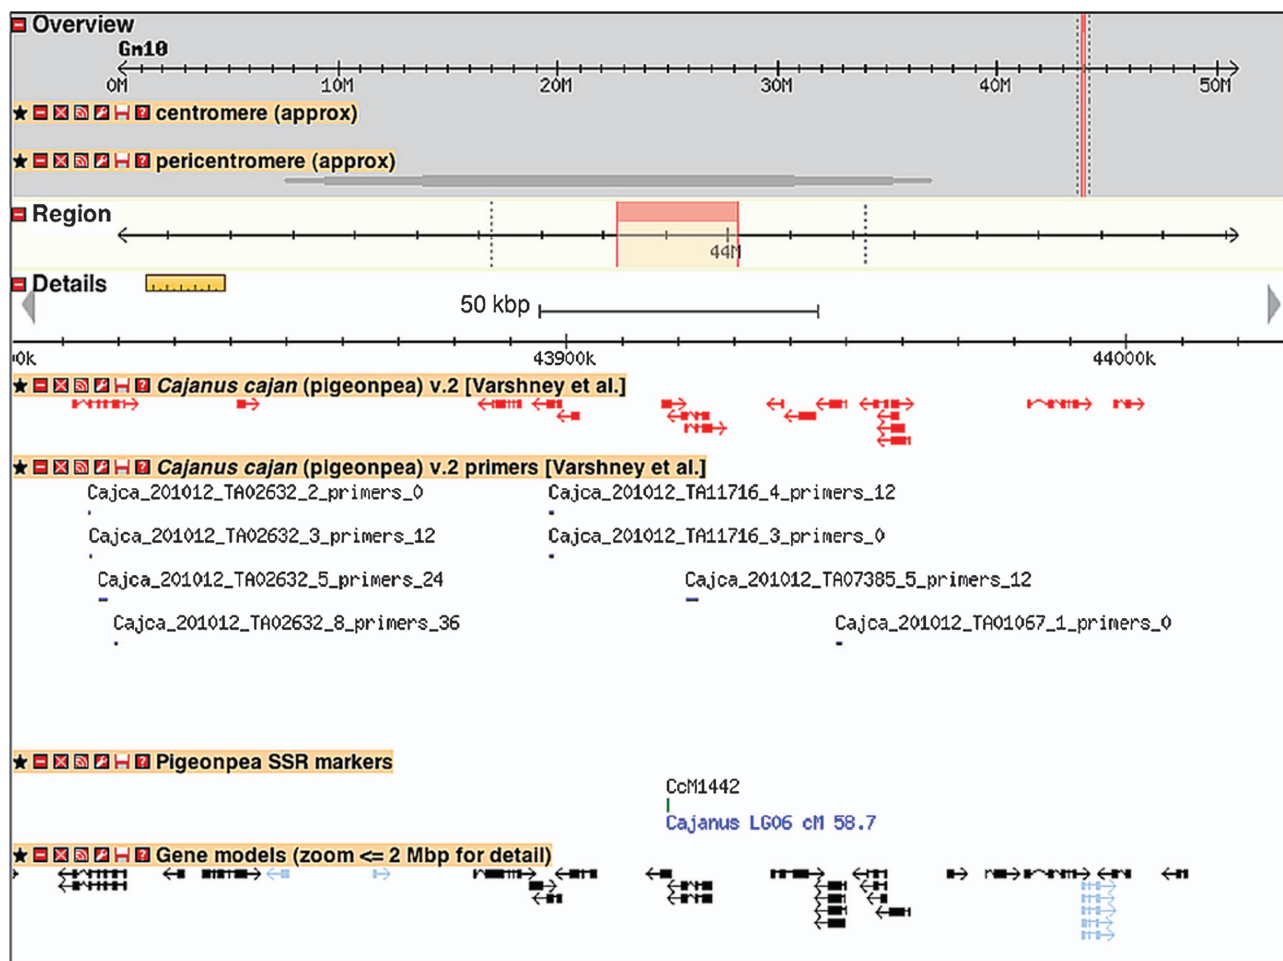 Overview
Gm10
0M 10M 20M 30M 40M 50M
centromere (approx)
pericentromere (approx)
Region
44M
Details
50 kbp
0k 43900k 44000k
Cajanus cajan (pigeonpea) v.2 [Varshney et al.]
Cajanus cajan (pigeonpea) v.2 primers [Varshney et al.]
Cajca_201012_TA02632_2_primers_0 Cajca_201012_TA11716_4_primers_12
Cajca_201012_TA02632_3_primers_12 Cajca_201012_TA11716_3_primers_0
Cajca_201012_TA02632_5_primers_24 Cajca_201012_TA07385_5_primers_12
Cajca_201012_TA02632_8_primers_36 Cajca_201012_TA01067_1_primers_0
Pigeonpea SSR markers
CcM1442
Cajanus LG06 cM 58.7
Gene models (zoom <= 2 Mbp for detail)